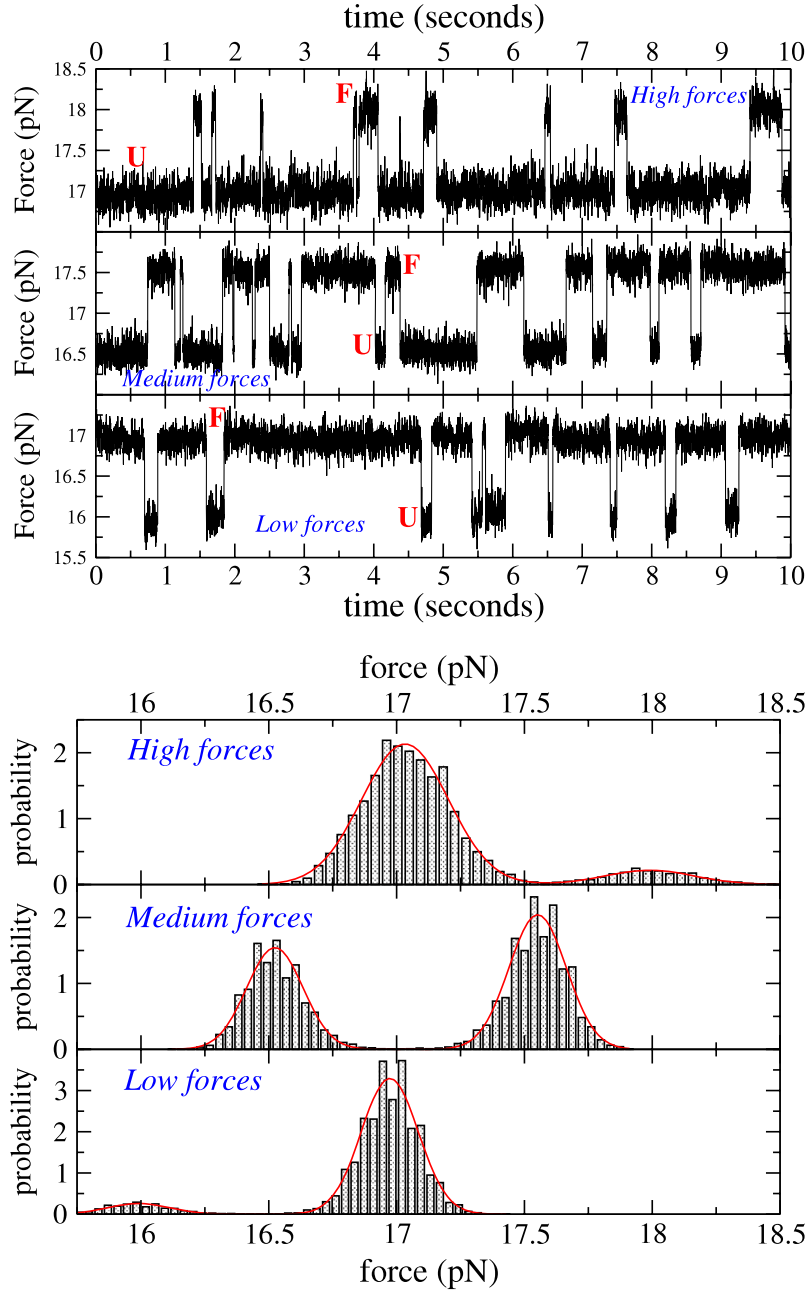 time (seconds)
0 1 2 3 4 5 6 7 8 9 10
18.5
18
17.5
17
Force (pN)
U
F
High forces
17.5
17
16.5
Force (pN)
F
U
Medium forces
17
16.5
16
15.5
Force (pN)
F
U
Low forces
0 1 2 3 4 5 6 7 8 9 10
time (seconds)
force (pN)
16 16.5 17 17.5 18 18.5
High forces
probability
2
1
0
Medium forces
probability
2
1
0
Low forces
probability
3
2
1
0
16 16.5 17 17.5 18 18.5
force (pN)